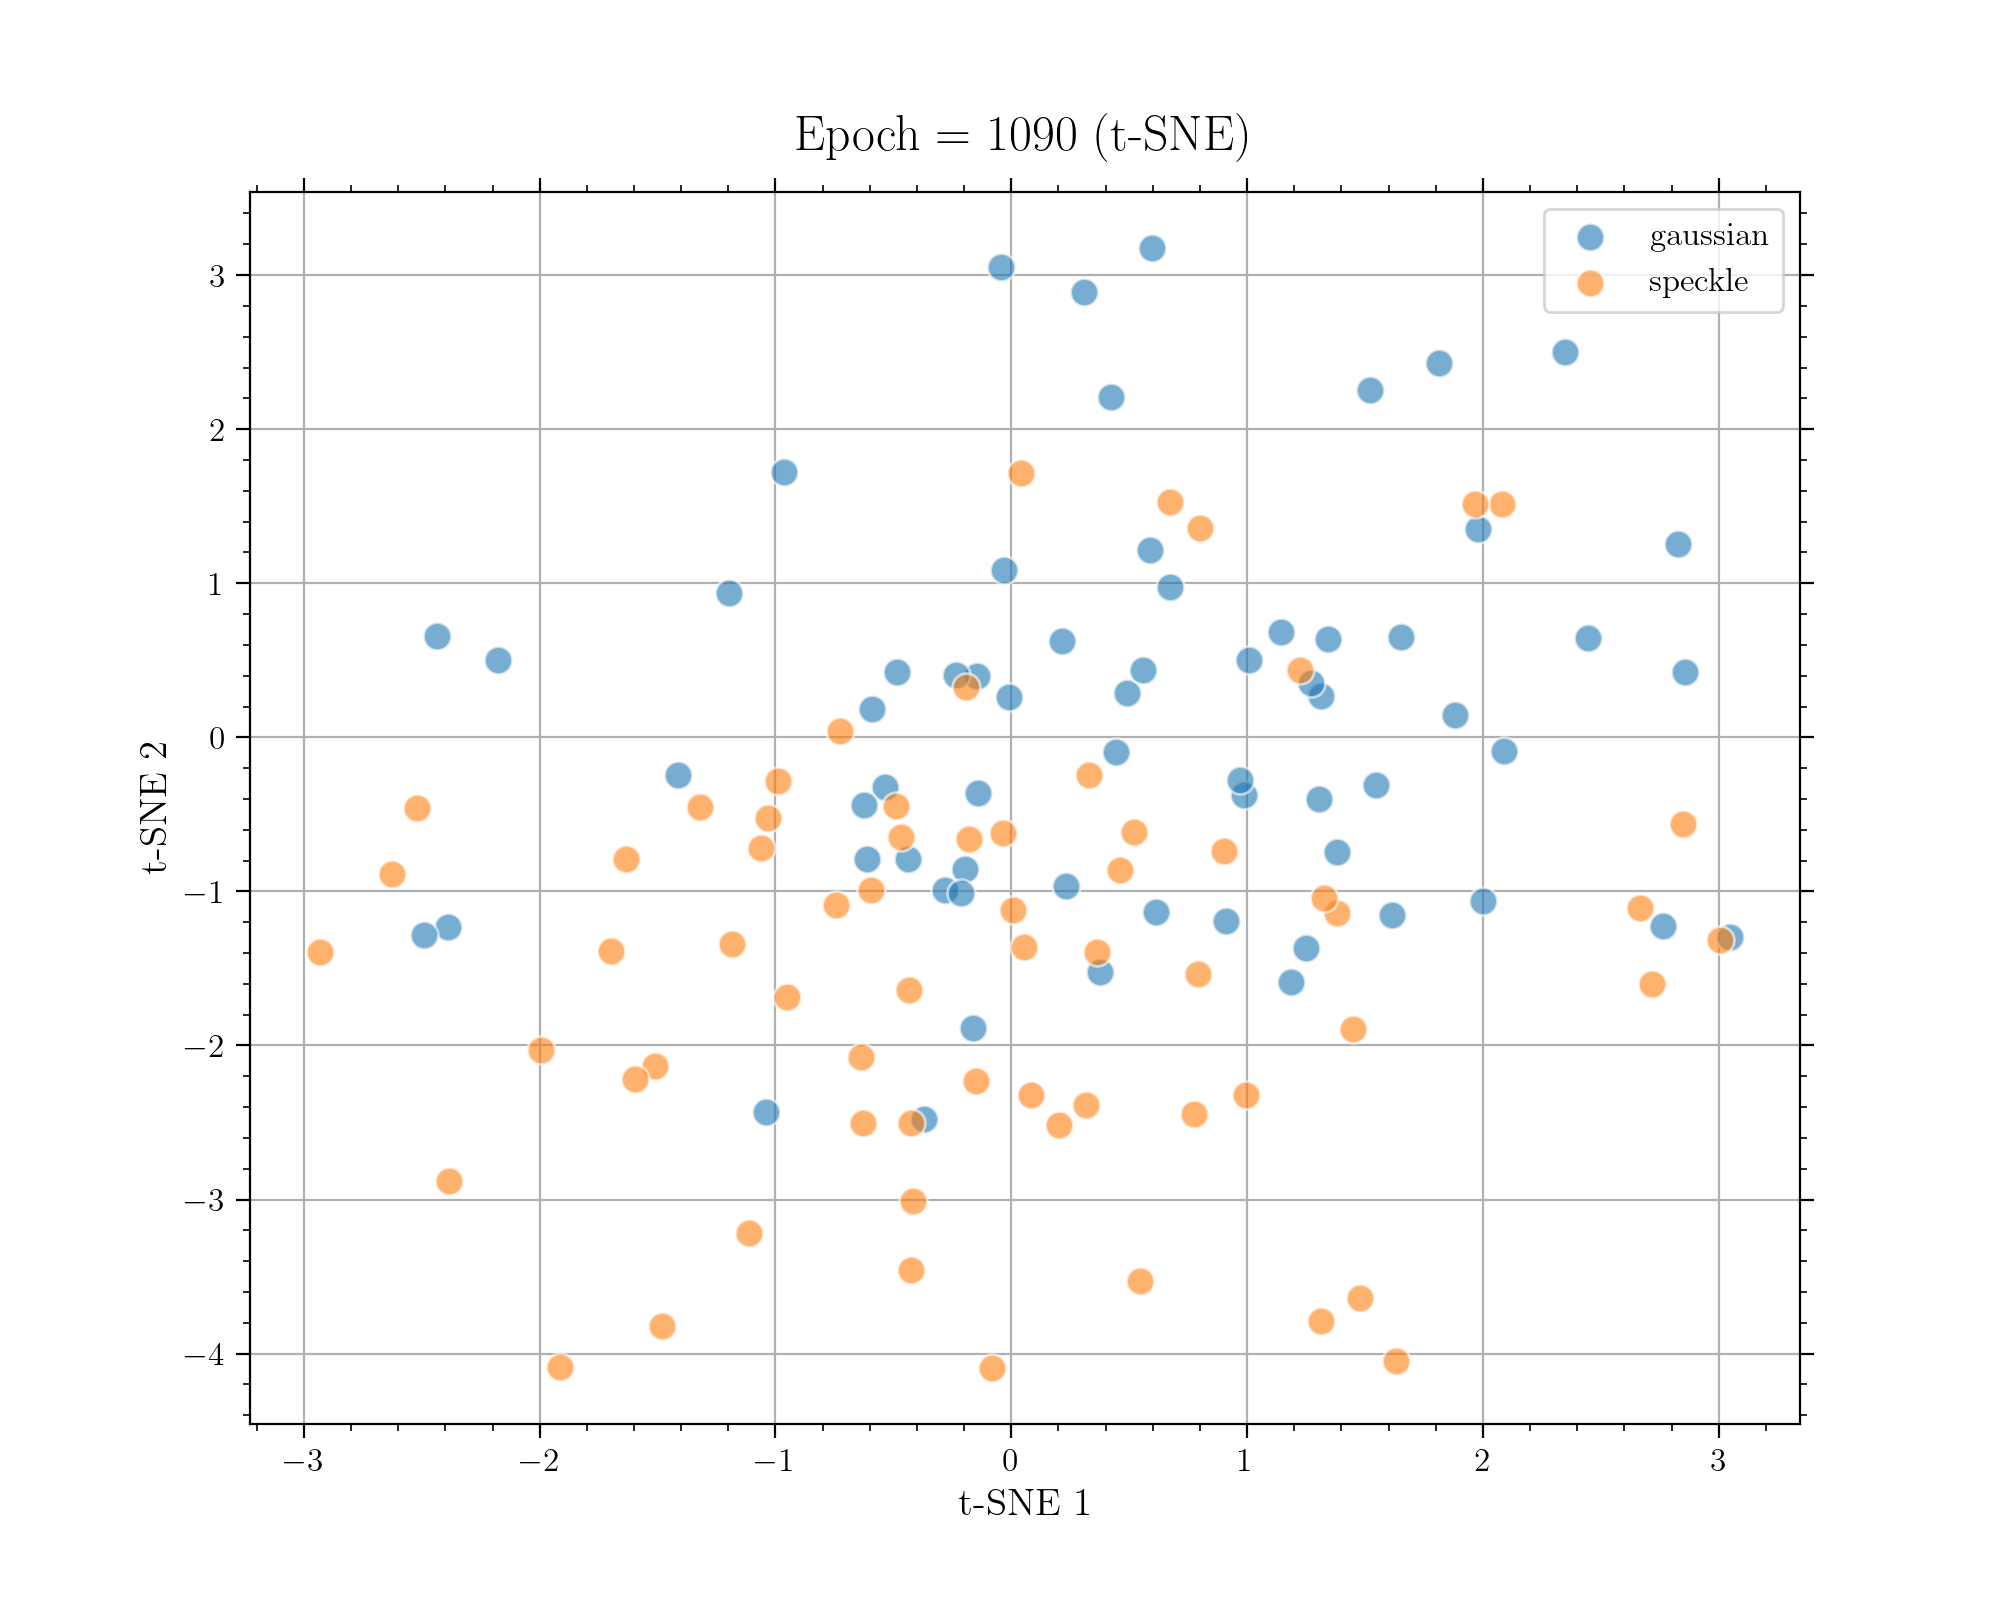 Epoch = 1090 (t-SNE)
gaussian
speckle
3
2
1
0
−1
−2
−3
−4
t-SNE 2
−3 −2 −1 0 1 2 3
t-SNE 1